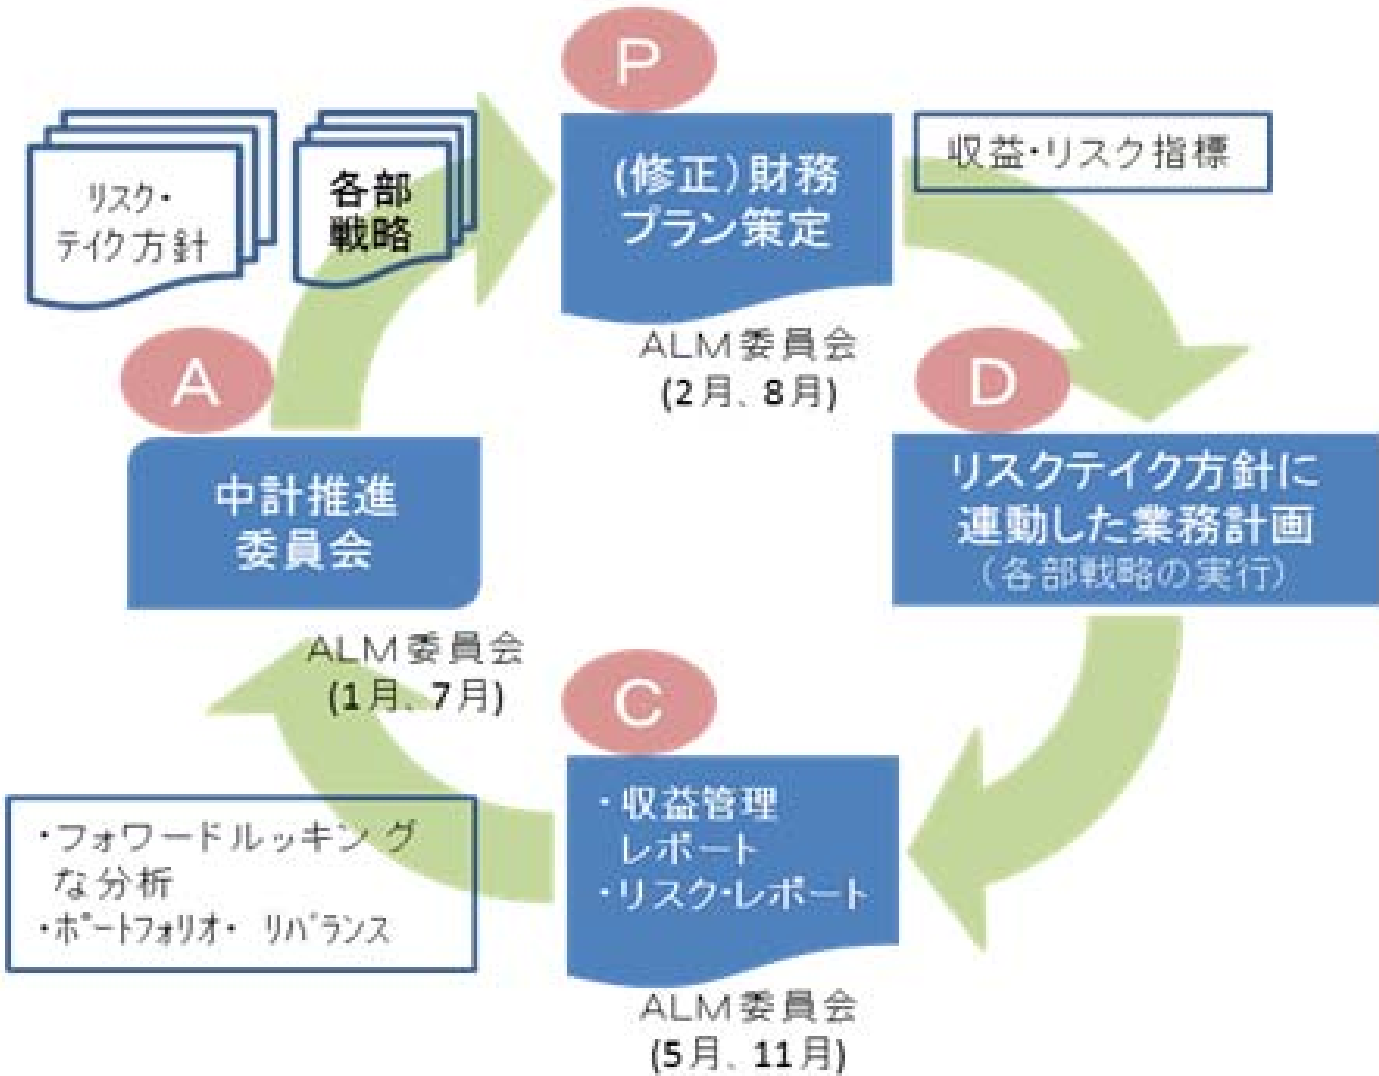 P
(修正)財務
プラン策定
ALM委員会
(2月、8月)
収益・リスク指標
D
リスクテイク方針に
連動した業務計画
(各部戦略の実行)
C
・収益管理
レポート
・リスク・レポート
ALM委員会
(5月、11月)
・フォワードルッキング
な分析
・ポートフォリオ・ リバランス
A
中計推進
委員会
ALM委員会
(1月、7月)
リスク・
テイク方針
各部
戦略